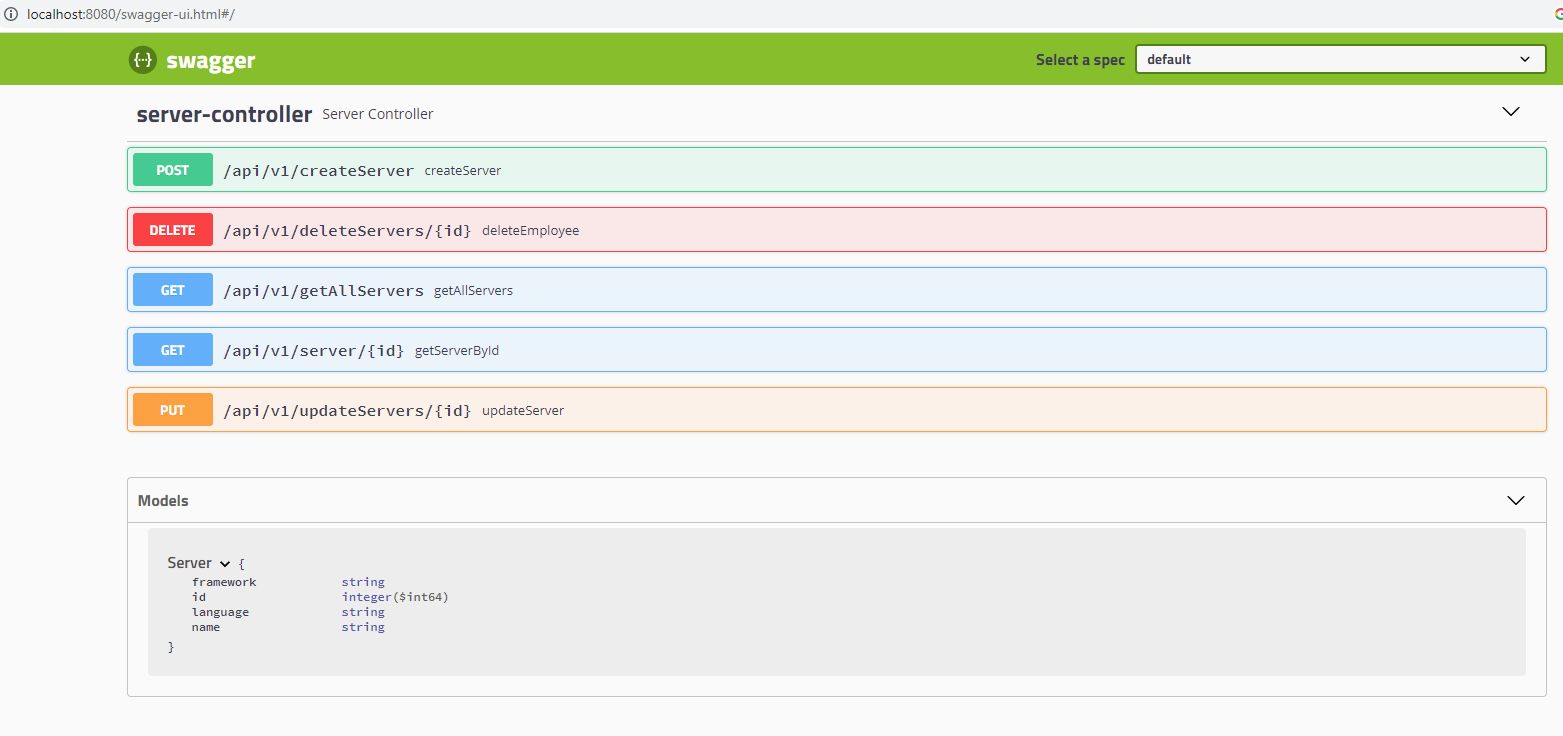 localhost:8080/swagger-ui.html#/
{··} swagger Select a spec default
server-controller Server Controller
POST /api/v1/createServer createServer
DELETE /api/v1/deleteServers/{id} deleteEmployee
GET /api/v1/getAllServers getAllServers
GET /api/v1/server/{id} getServerById
PUT /api/v1/updateServers/{id} updateServer
Models
Server {
framework string
id integer($int64)
language string
name string
}